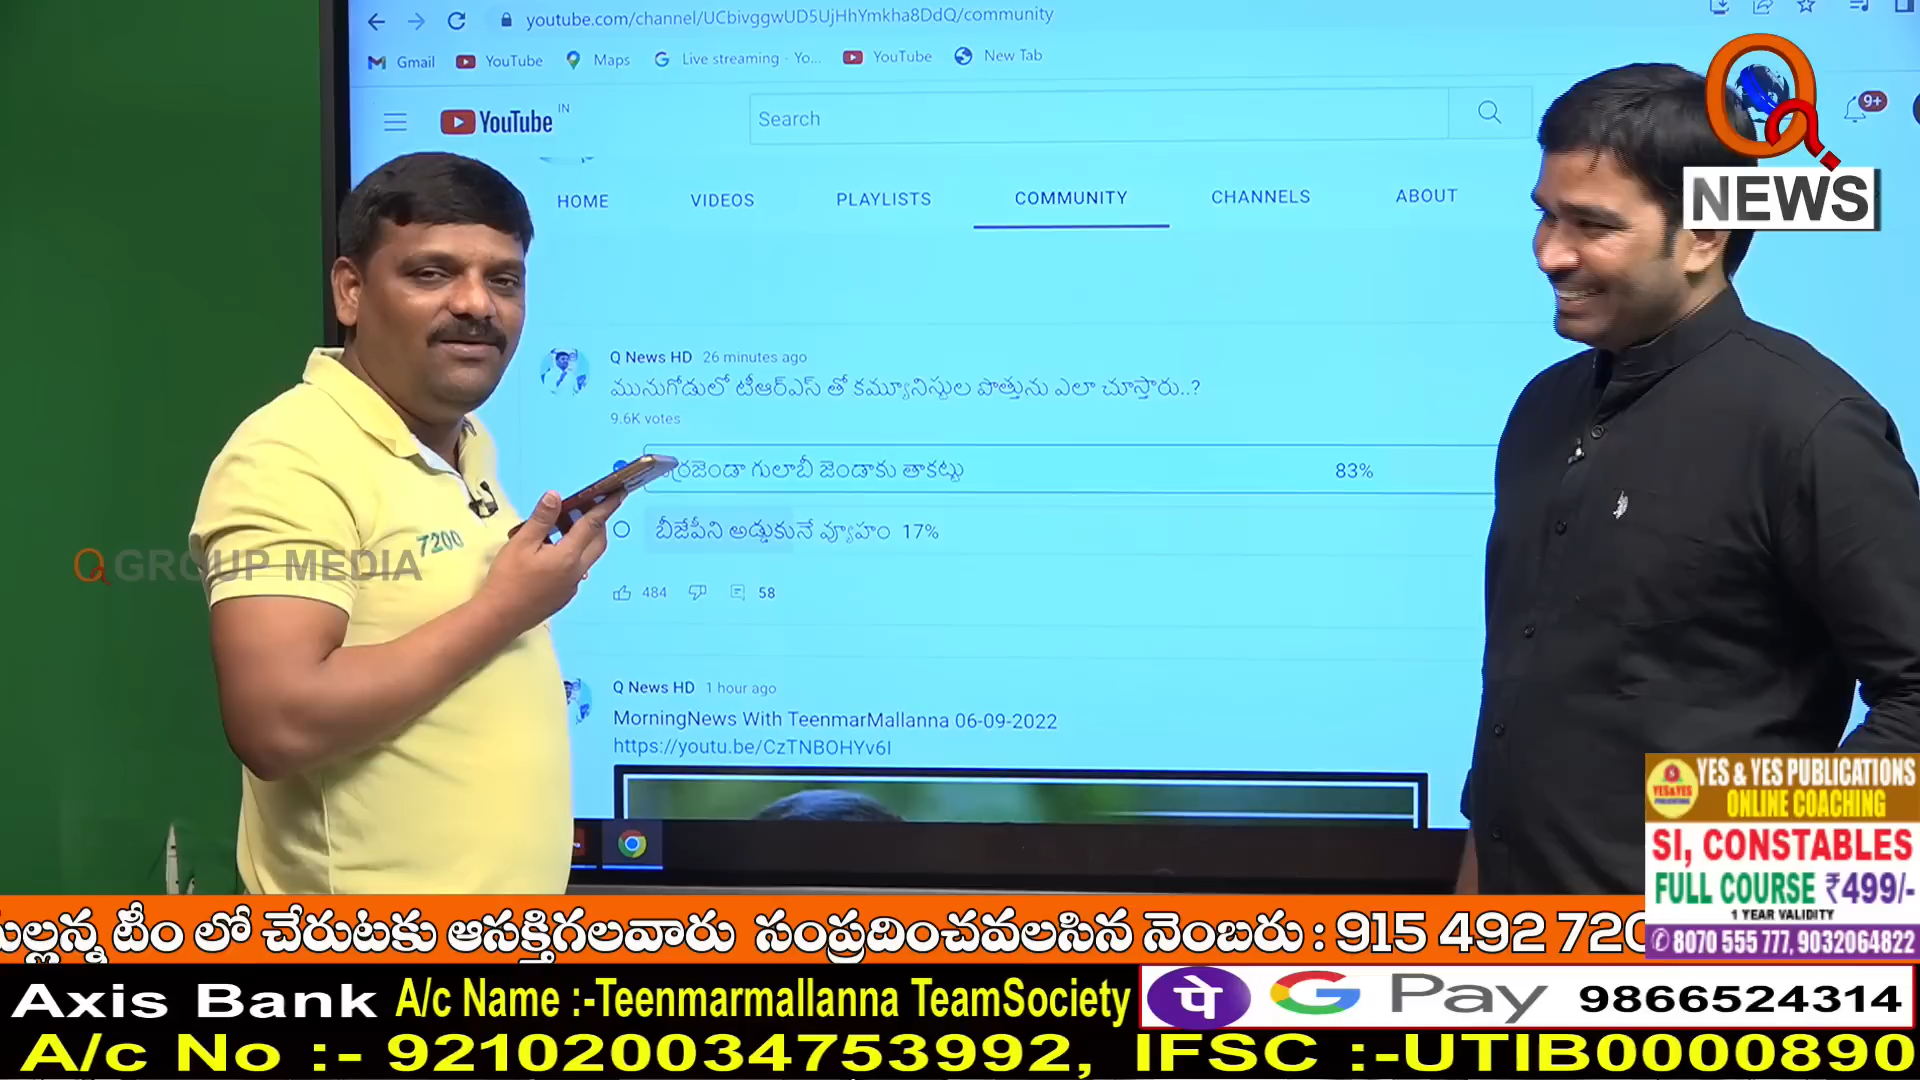 youtube.com/channel/UCbivggwUD5UjHhYmkha8DdQ/community
Gmail YouTube Maps Live streaming - Yo... YouTube New Tab
YouTube IN
Search
9+
NEWS
HOME VIDEOS PLAYLISTS COMMUNITY CHANNELS ABOUT
Q News HD 26 minutes ago
మునుగోడులో టీఆర్ఎస్ తో కమ్యూనిస్తుల పొత్తును ఎలా చూస్తారు..?
9.6K votes
గులాబీ జెండాకు తాకట్టు 83%
బీజేపీని అడ్డుకునే వ్యూహం 17%
484 58
7200
Q GROUP MEDIA
Q News HD 1 hour ago
MorningNews With TeenmarMallanna 06-09-2022
https://youtu.be/CzTNBOHYv6I
YES & YES PUBLICATIONS
ONLINE COACHING
SI, CONSTABLES
FULL COURSE ₹499/-
1 YEAR VALIDITY
8070 555 777, 9032064822
టీం లో చేరుటకు ఆసక్తిగలవారు సంప్రదించవలసిన నెంబరు : 915 492 720
Axis Bank A/c Name :-Teenmarmallanna TeamSociety
पे G Pay 9866524314
A/c No :- 921020034753992, IFSC :-UTIB0000890